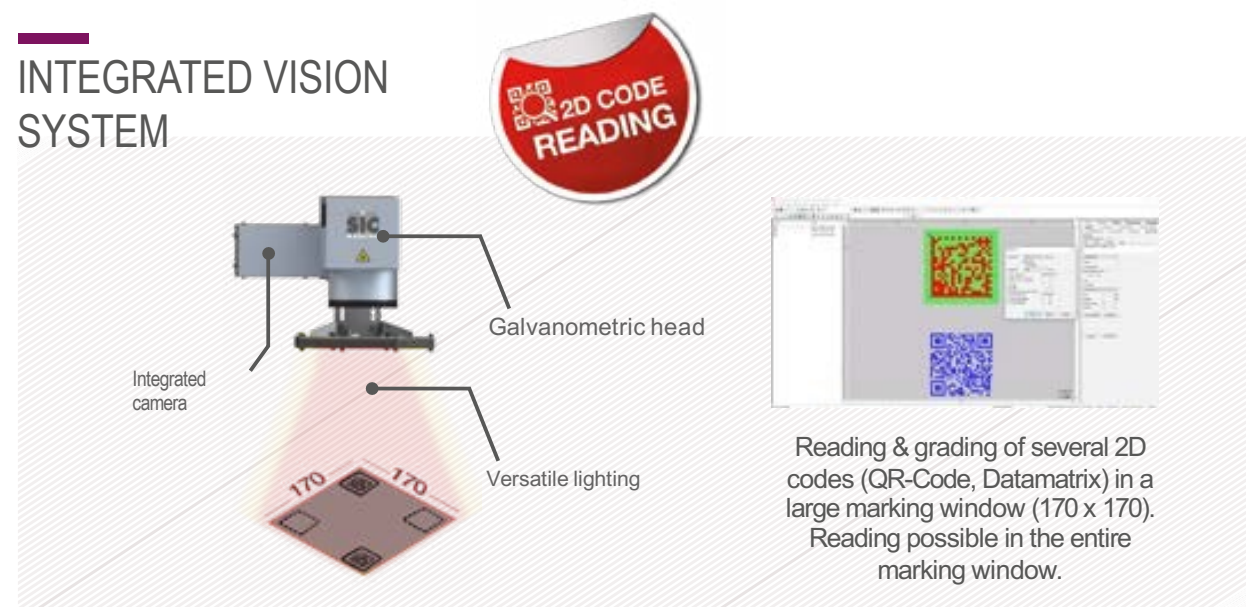 INTEGRATED VISION
SYSTEM
2D CODE
READING
SIC
Galvanometric head
Integrated
camera
Versatile lighting
170
170
Reading & grading of several 2D
codes (QR-Code, Datamatrix) in a
large marking window (170 x 170).
Reading possible in the entire
marking window.